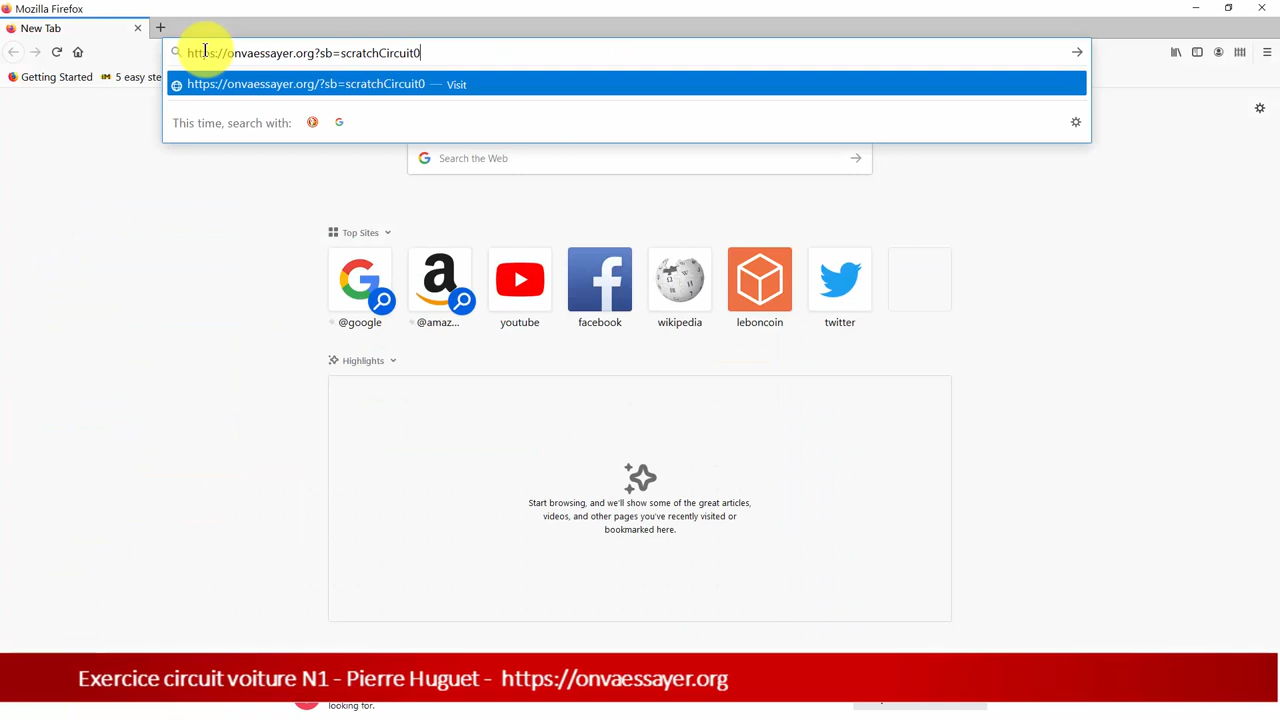 Mozilla Firefox
New Tab
https://onvaessayer.org?sb=scratchCircuit0
Getting Started
5 easy ste
https://onvaessayer.org/?sb=scratchCircuit0 — Visit
This time, search with:
Search the Web
Top Sites
@google
@amaz...
youtube
facebook
wikipedia
leboncoin
twitter
Highlights
Start browsing, and we'll show some of the great articles,
videos, and other pages you've recently visited or
bookmarked here.
Exercice circuit voiture N1 - Pierre Huguet - https://onvaessayer.org
looking for.